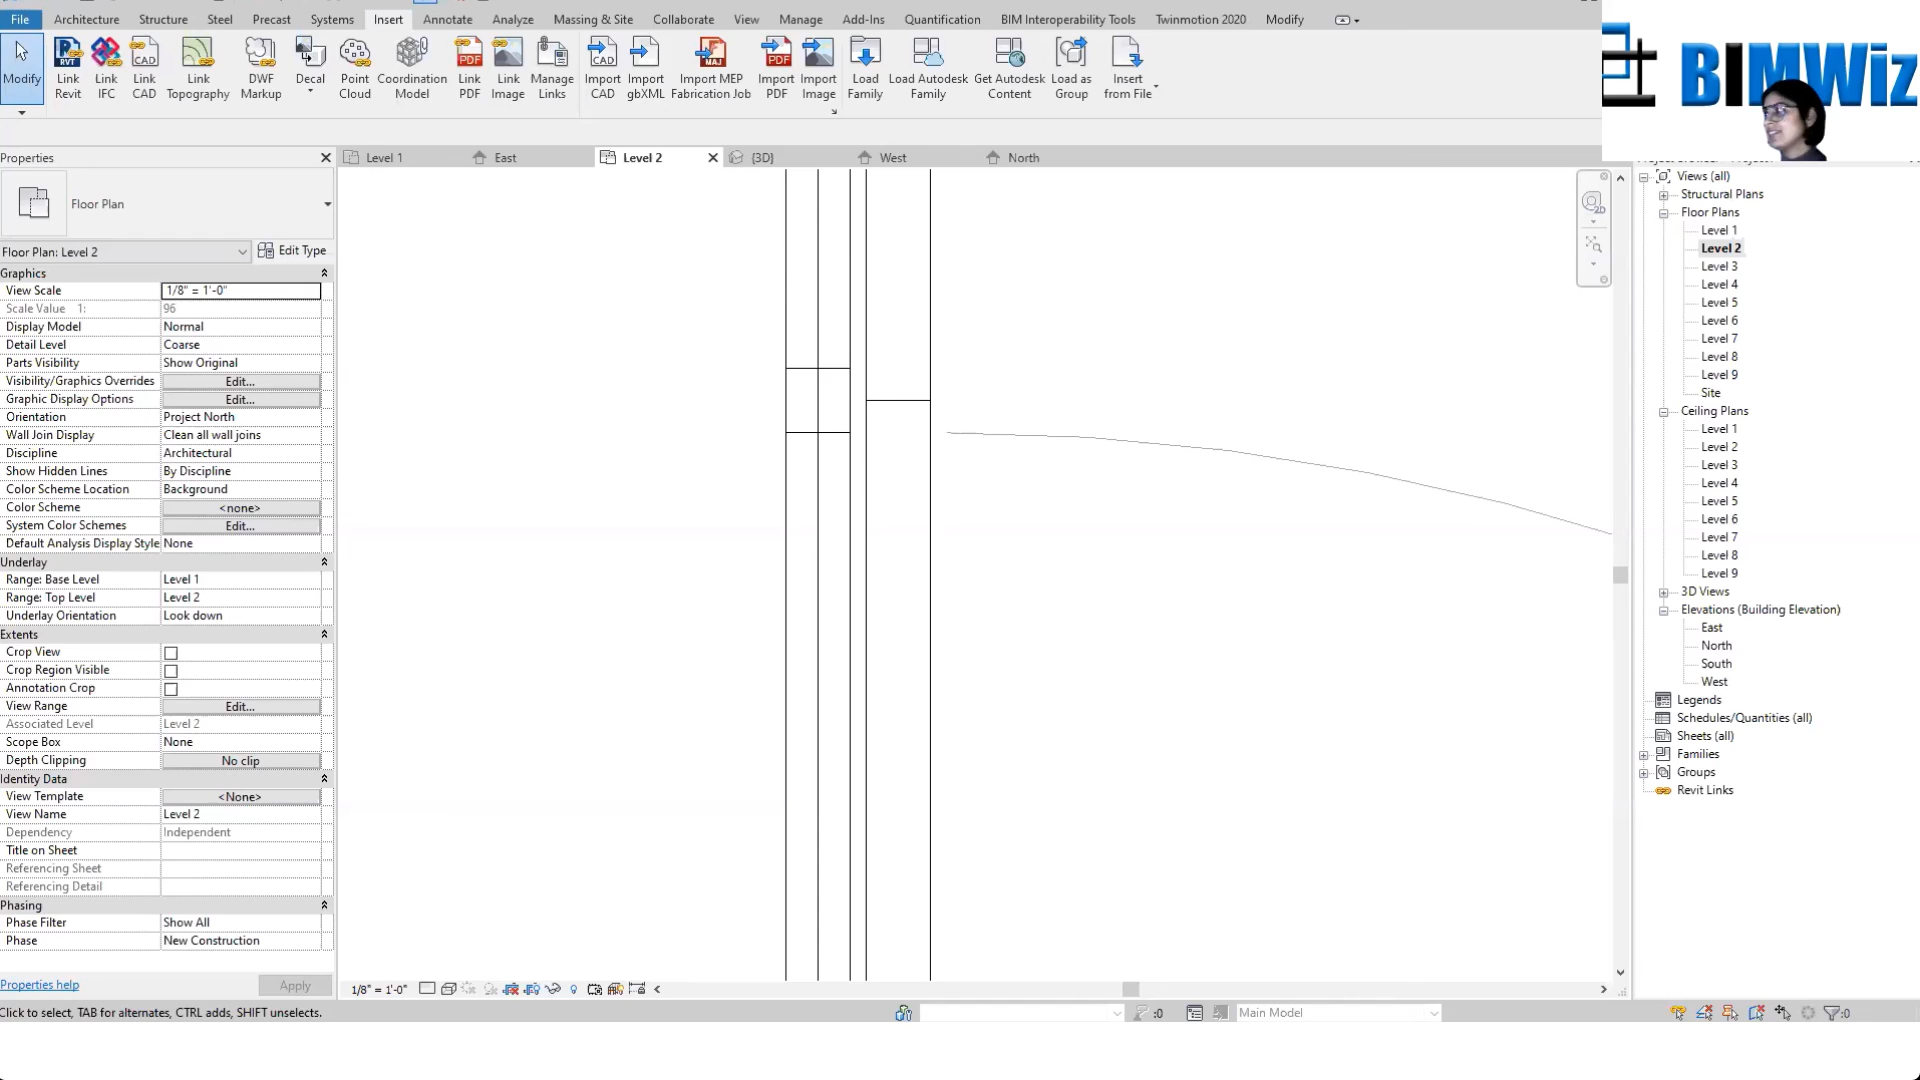 File Architecture Structure Steel Precast Systems Insert Annotate Analyze Massing & Site Collaborate View Manage Add-Ins Quantification BIM Interoperability Tools Twinmotion 2020 Modify
Modify
Link Revit
Link IFC
Link CAD
Link Topography
DWF Markup
Decal
Point Cloud
Coordination Model
Link PDF
Link Image
Manage Links
Import CAD
Import gbXML
Import MEP Fabrication Job
Import PDF
Import Image
Load Family
Load Autodesk Family
Get Autodesk Content
Load as Group
Insert from File
BIMWiz
Properties
Level 1 East Level 2 {3D} West North
Floor Plan
Floor Plan: Level 2 Edit Type
Graphics
View Scale 1/8" = 1'-0"
Scale Value 1: 96
Display Model Normal
Detail Level Coarse
Parts Visibility Show Original
Visibility/Graphics Overrides Edit...
Graphic Display Options Edit...
Orientation Project North
Wall Join Display Clean all wall joins
Discipline Architectural
Show Hidden Lines By Discipline
Color Scheme Location Background
Color Scheme <none>
System Color Schemes Edit...
Default Analysis Display Style None
Underlay
Range: Base Level Level 1
Range: Top Level Level 2
Underlay Orientation Look down
Extents
Crop View
Crop Region Visible
Annotation Crop
View Range Edit...
Associated Level Level 2
Scope Box None
Depth Clipping No clip
Identity Data
View Template <None>
View Name Level 2
Dependency Independent
Title on Sheet
Referencing Sheet
Referencing Detail
Phasing
Phase Filter Show All
Phase New Construction
Properties help Apply
2D
Views (all)
Structural Plans
Floor Plans
Level 1
Level 2
Level 3
Level 4
Level 5
Level 6
Level 7
Level 8
Level 9
Site
Ceiling Plans
Level 1
Level 2
Level 3
Level 4
Level 5
Level 6
Level 7
Level 8
Level 9
3D Views
Elevations (Building Elevation)
East
North
South
West
Legends
Schedules/Quantities (all)
Sheets (all)
Families
Groups
Revit Links
1/8" = 1'-0"
Click to select, TAB for alternates, CTRL adds, SHIFT unselects. :0 Main Model :0